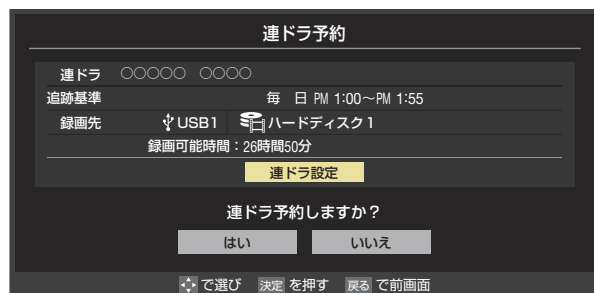 連ドラ予約
連ドラ ○○○○○ ○○○○
追跡基準 毎 日 PM 1:00～PM 1:55
録画先 USB1 ハードディスク1
録画可能時間：26時間50分
連ドラ設定
連ドラ予約しますか？
はい いいえ
で選び 決定 を押す 戻る で前画面